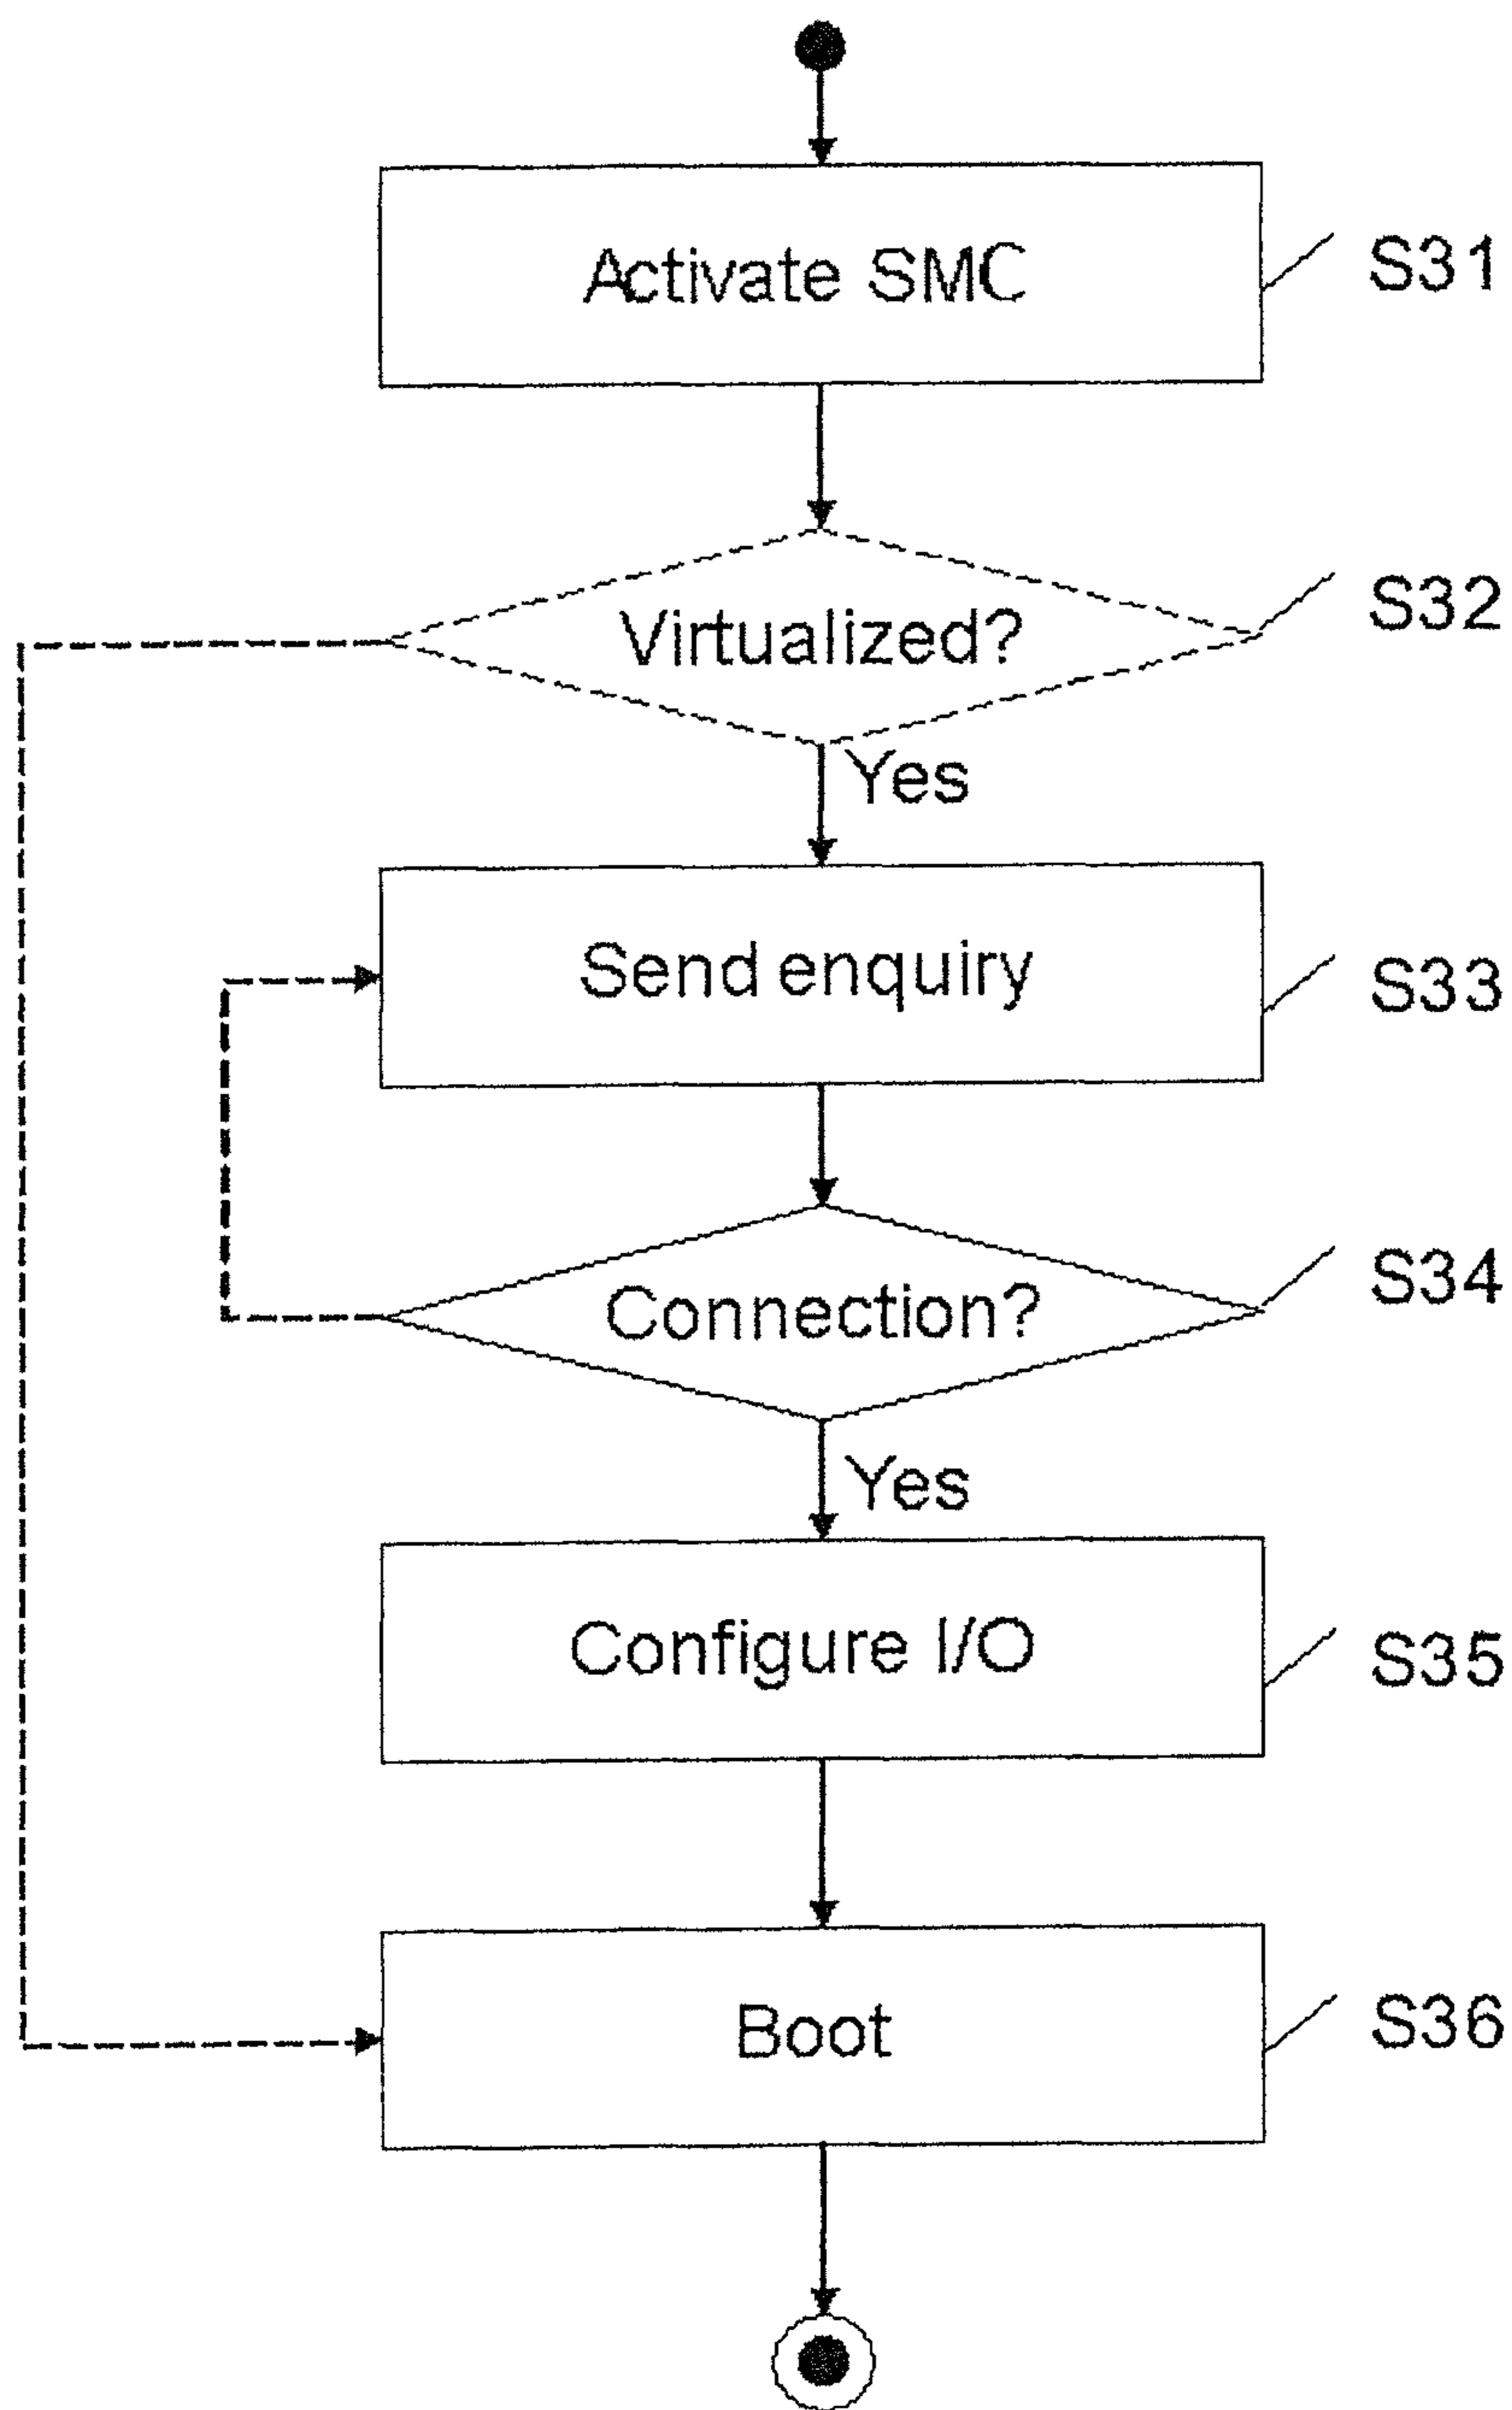 Activate SMC
S31
Virtualized?
S32
Yes
Send enquiry
S33
Connection?
S34
Yes
Configure I/O
S35
Boot
S36